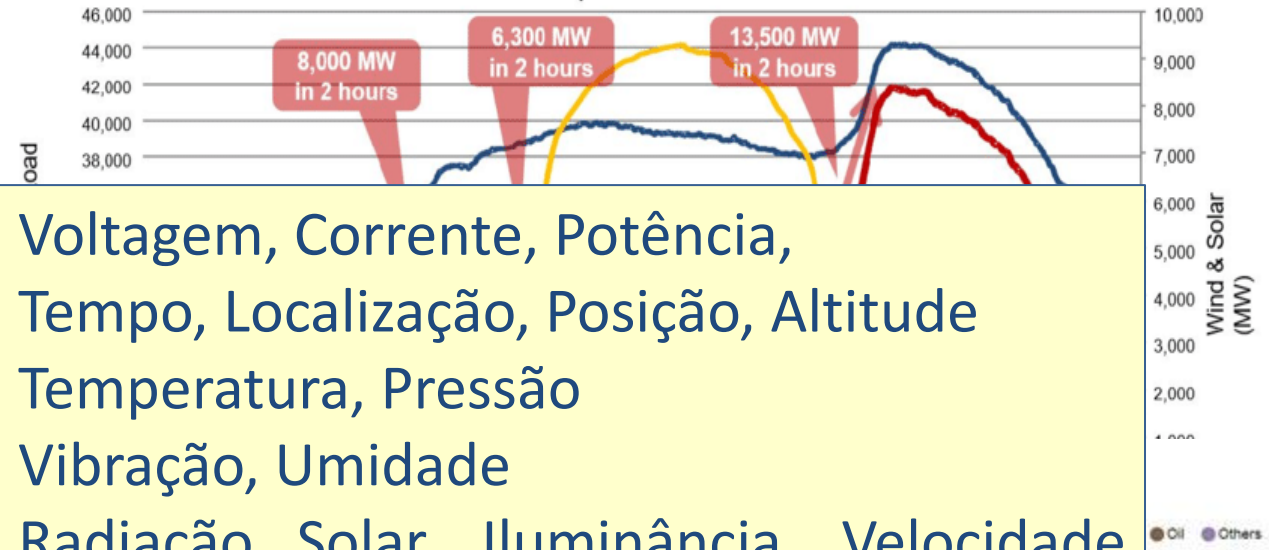 46,000
44,000
42,000
40,000
38,000
8,000 MW
in 2 hours
6,300 MW
in 2 hours
13,500 MW
in 2 hours
10,000
9,000
8,000
7,000
6,000
5,000
4,000
3,000
2,000
Wind & Solar
(MW)
Voltagem, Corrente, Potência,
Tempo, Localização, Posição, Altitude
Temperatura, Pressão
Vibração, Umidade
Radiação Solar Iluminância Velocidade
Oil Others